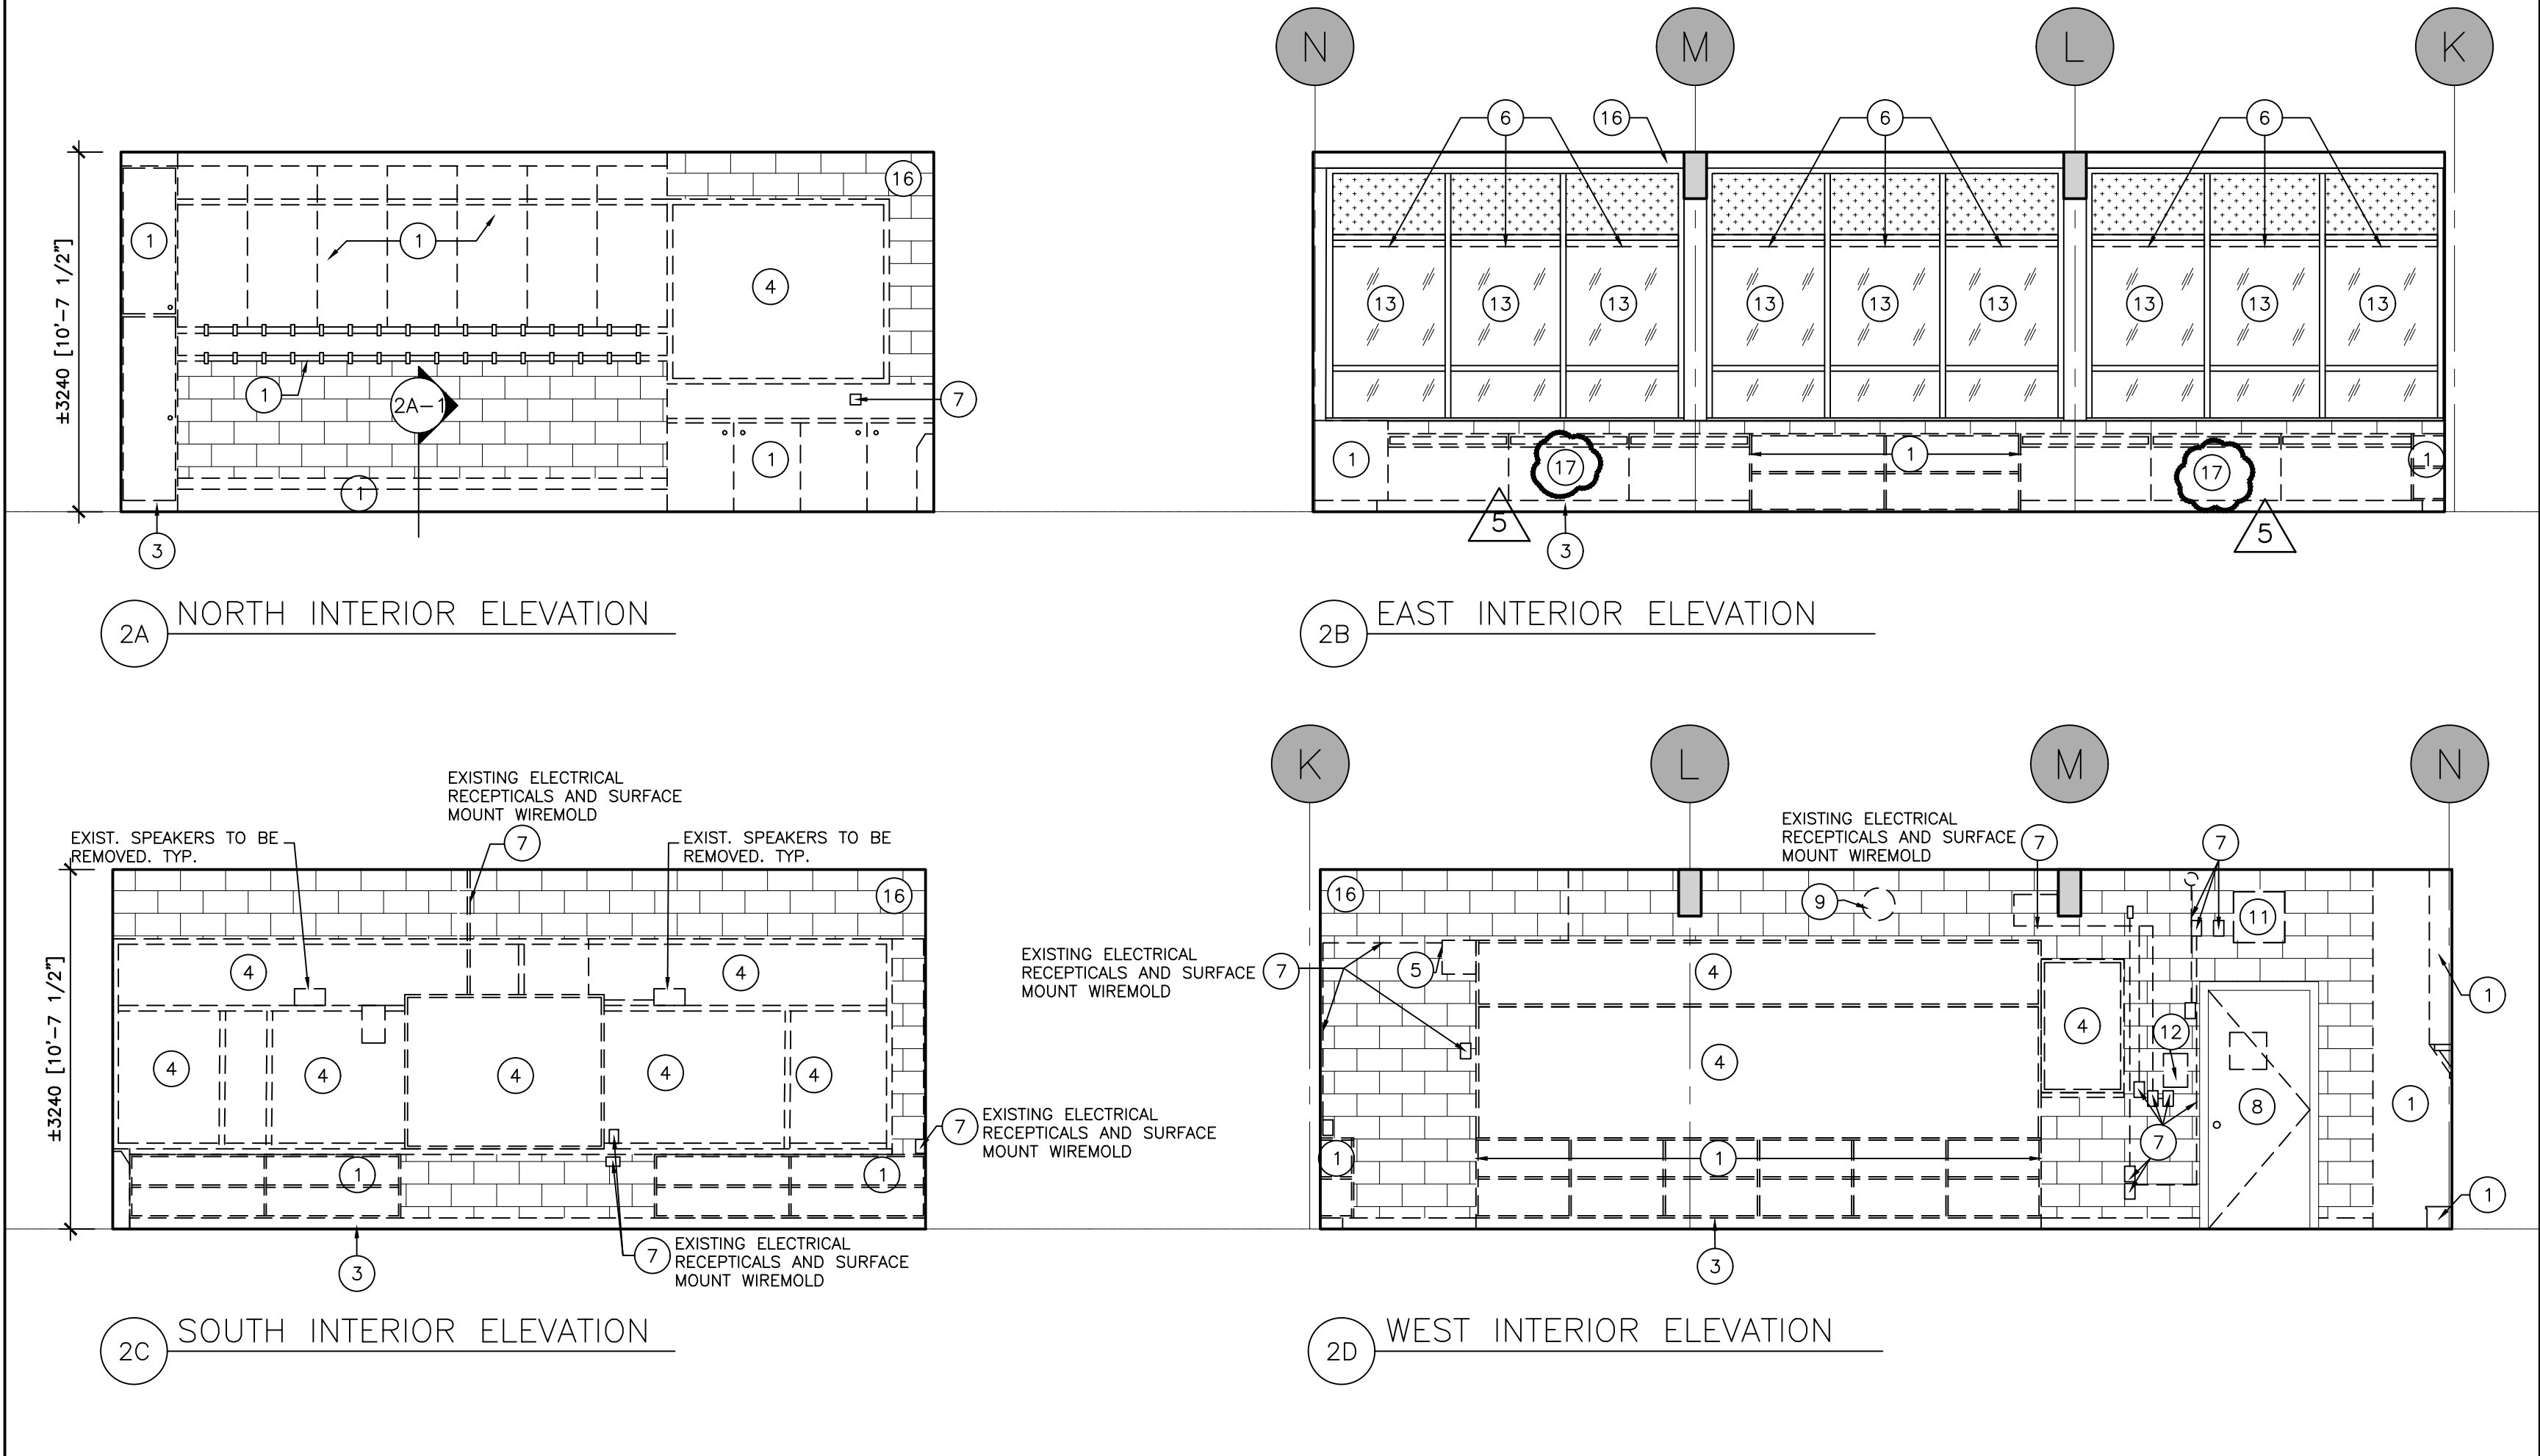 N
M
L
K
6
16
6
6
±3240 [10'-7 1/2"]
1
1
16
4
1
2A-1
7
1
1
3
13
13
13
13
13
13
13
13
13
1
17
1
17
1
5
3
5
2A
NORTH INTERIOR ELEVATION
2B
EAST INTERIOR ELEVATION
EXISTING ELECTRICAL
RECEPTICALS AND SURFACE
MOUNT WIREMOLD
7
EXIST. SPEAKERS TO BE
REMOVED. TYP.
EXIST. SPEAKERS TO BE
REMOVED. TYP.
±3240 [10'-7 1/2"]
16
4
4
4
4
4
4
4
1
1
7
EXISTING ELECTRICAL
RECEPTICALS AND SURFACE
MOUNT WIREMOLD
3
7
EXISTING ELECTRICAL
RECEPTICALS AND SURFACE
MOUNT WIREMOLD
K
L
M
N
EXISTING ELECTRICAL
RECEPTICALS AND SURFACE
MOUNT WIREMOLD
7
7
16
9
11
EXISTING ELECTRICAL
RECEPTICALS AND SURFACE
MOUNT WIREMOLD
7
5
4
4
4
12
1
8
1
7
1
1
1
3
2C
SOUTH INTERIOR ELEVATION
2D
WEST INTERIOR ELEVATION